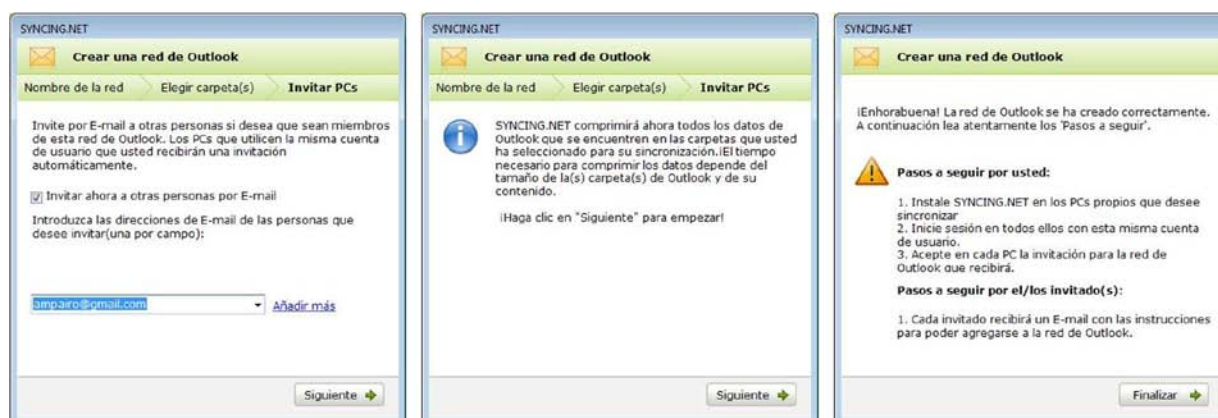 SYNCING.NET
Crear una red de Outlook
Nombre de la red
Elegir carpeta(s)
Invitar PCs
Invite por E-mail a otras personas si desea que sean miembros
de esta red de Outlook. Los PCs que utilicen la misma cuenta
de usuario que usted recibirán una invitación
automáticamente.
Invitar ahora a otras personas por E-mail
Introduzca las direcciones de E-mail de las personas que
desee invitar(una por campo):
ampairo@gmail.com
Añadir más
Siguiente
SYNCING.NET
Crear una red de Outlook
Nombre de la red
Elegir carpeta(s)
Invitar PCs
SYNCING.NET comprimirá ahora todos los datos de
Outlook que se encuentren en las carpetas que usted
ha seleccionado para su sincronización.¡El tiempo
necesario para comprimir los datos depende del
tamaño de la(s) carpeta(s) de Outlook y de su
contenido.
¡Haga clic en "Siguiente" para empezar!
Siguiente
SYNCING.NET
Crear una red de Outlook
¡Enhorabuena! La red de Outlook se ha creado correctamente.
A continuación lea atentamente los 'Pasos a seguir'.
Pasos a seguir por usted:
1. Instale SYNCING.NET en los PCs propios que desee
sincronizar
2. Inicie sesión en todos ellos con esta misma cuenta
de usuario.
3. Acepte en cada PC la invitación para la red de
Outlook que recibirá.
Pasos a seguir por el/los invitado(s):
1. Cada invitado recibirá un E-mail con las instrucciones
para poder agregarse a la red de Outlook.
Finalizar